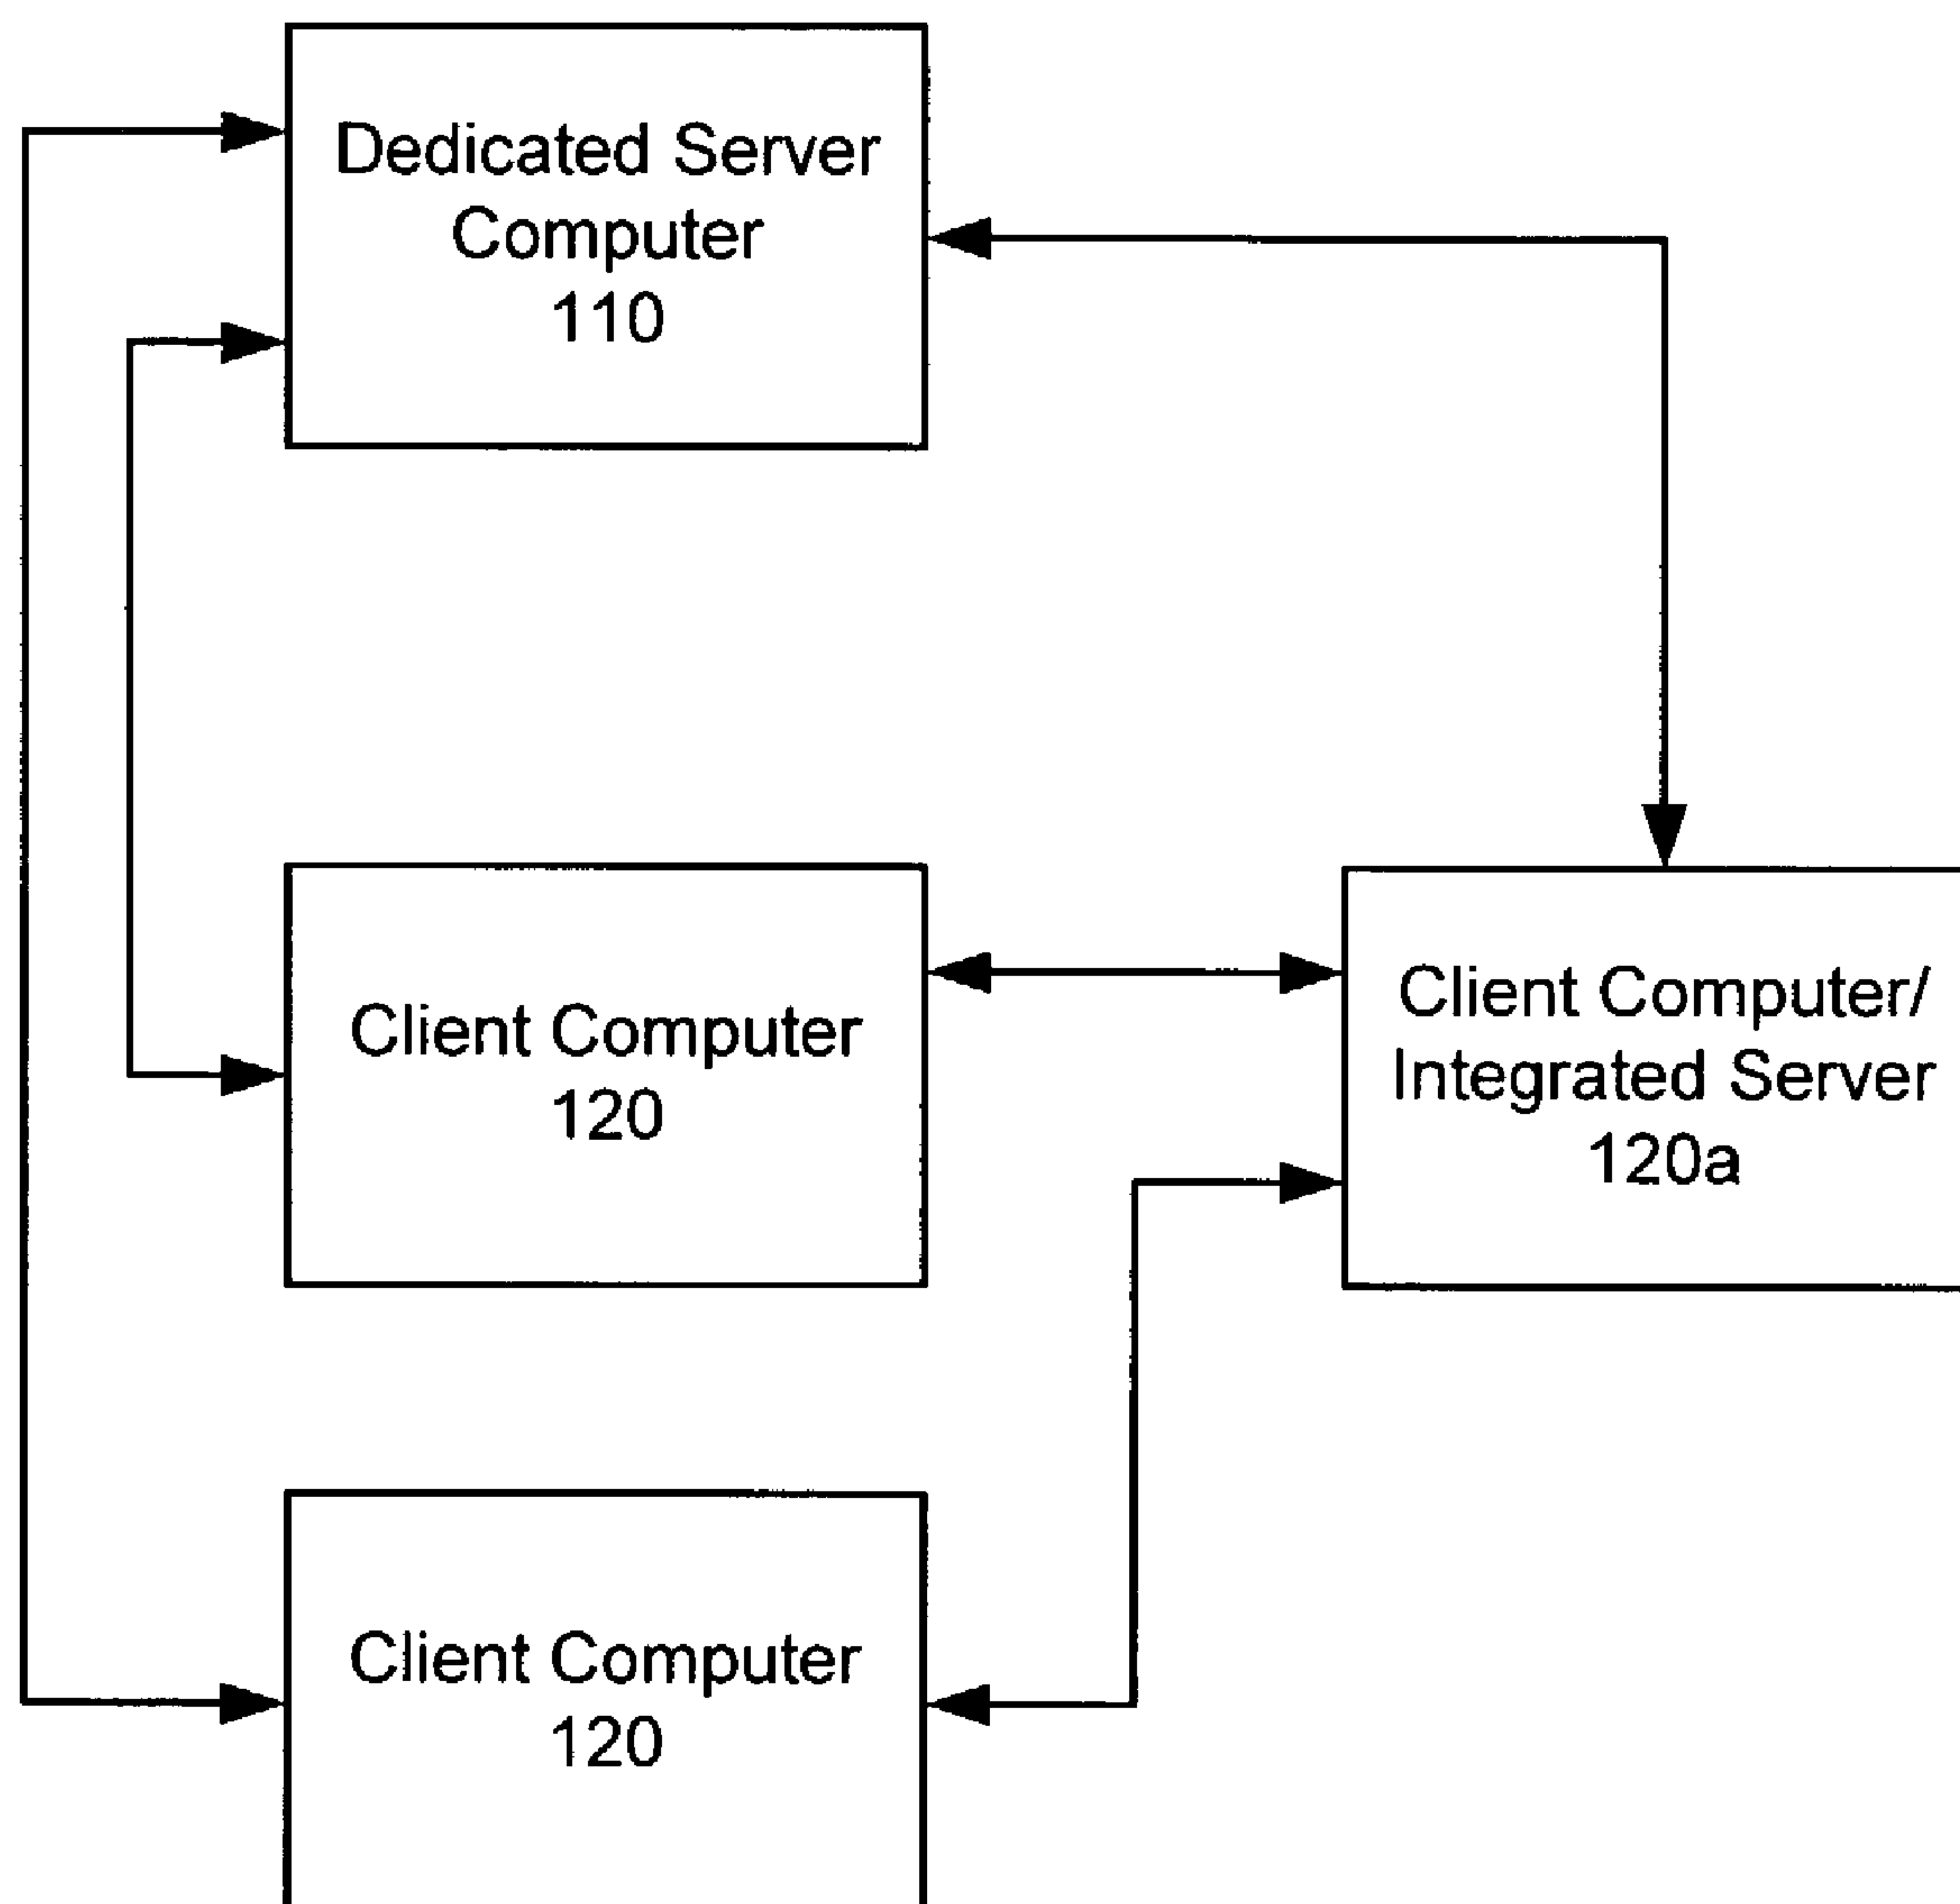 Dedicated Server
Computer
110
Client Computer
120
Client Computer/
Integrated Server
120a
Client Computer
120